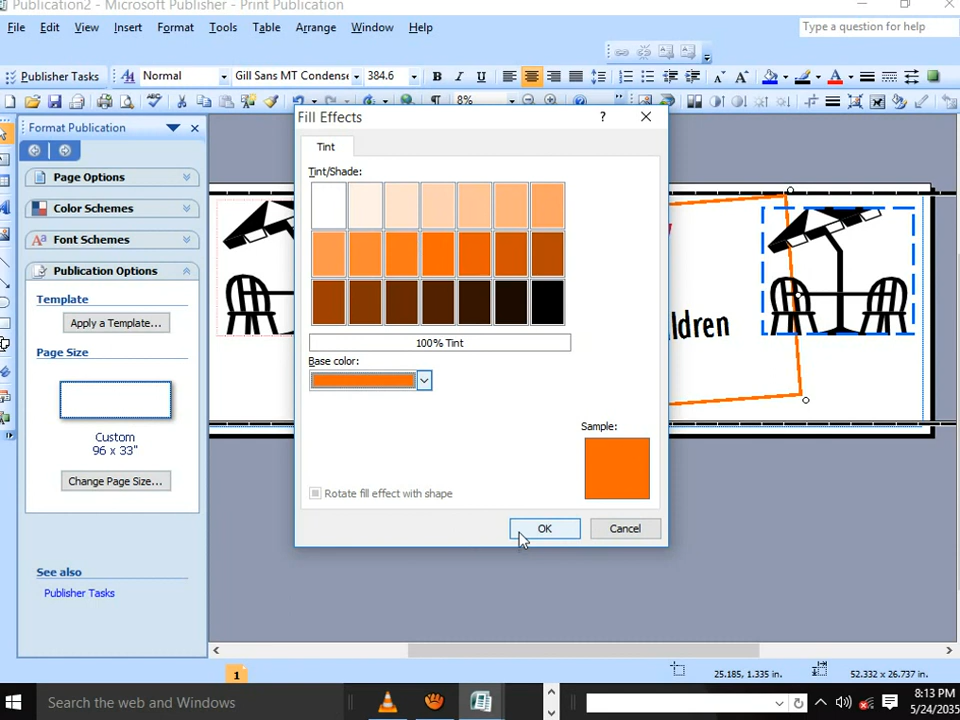 Publication2 - Microsoft Publisher - Print Publication
File Edit View Insert Format Tools Table Arrange Window Help
Type a question for help
Publisher Tasks Normal Gill Sans MT Condense 384.6 B I U
8%
Format Publication
Page Options
Color Schemes
Font Schemes
Publication Options
Template
Apply a Template...
Page Size
Custom
96 x 33"
Change Page Size...
See also
Publisher Tasks
Fill Effects
Tint
Tint/Shade:
100% Tint
Base color:
Sample:
Rotate fill effect with shape
OK Cancel
ldren
1
25.185, 1.335 in. 52.332 x 26.737 in.
Search the web and Windows
8:13 PM
5/24/2035